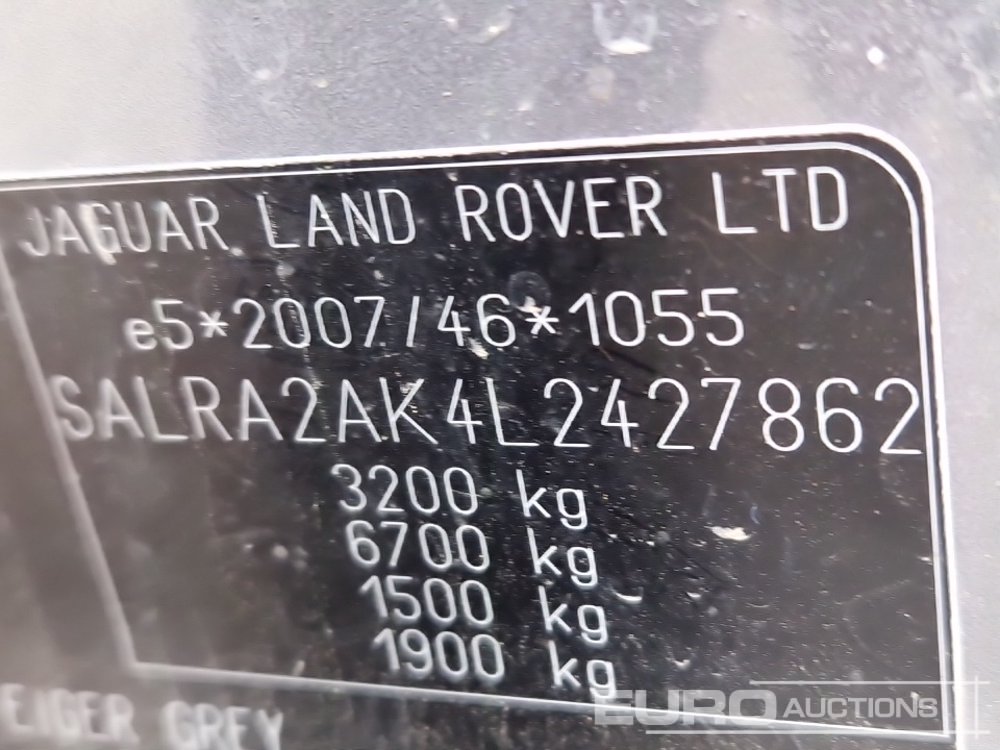 JAGUAR LAND ROVER LTD
e5*2007/46*1055
SALRA2AK4L2427862
3200 kg
6700 kg
1500 kg
1900 kg
EIGER GREY
EURO AUCTIONS